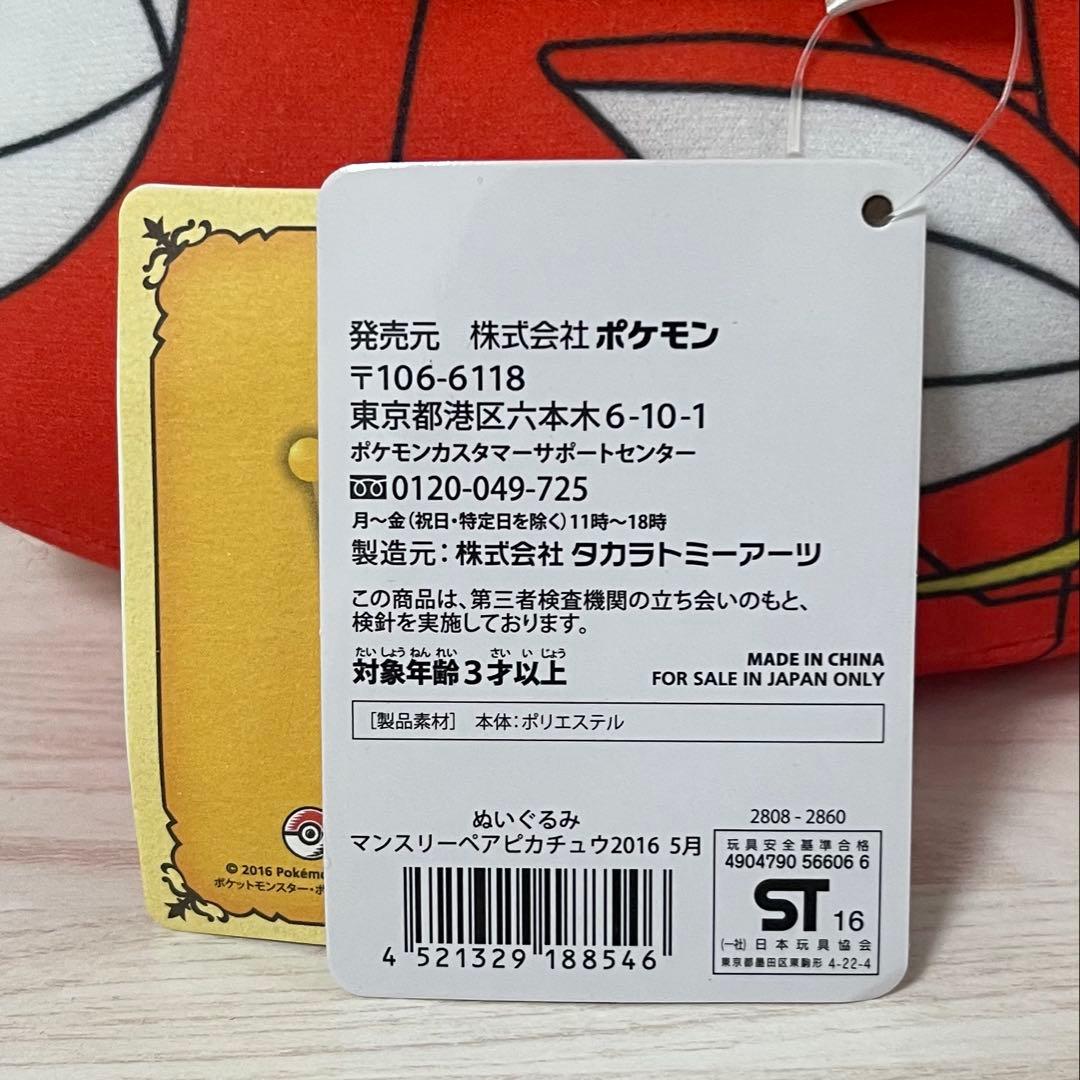 発売元 株式会社 ポケモン
〒106-6118
東京都港区六本木6-10-1
ポケモンカスタマーサポートセンター
0120-049-725
月～金(祝日・特定日を除く)11時～18時
製造元：株式会社 タカラトミーアーツ
この商品は、第三者検査機関の立ち会いのもと、
検針を実施しております。
たいしょうねんれい さいいじょう
対象年齢3才以上
MADE IN CHINA
FOR SALE IN JAPAN ONLY
[製品素材] 本体：ポリエステル
ぬいぐるみ
マンスリーペアピカチュウ2016 5月
4 521329 188546
2808 - 2860
玩具安全基準合格
4904790 56606 6
ST 16
(一社)日本玩具協会
東京都墨田区東駒形 4-22-4
© 2016 Pokém
ポケットモンスター・ポ